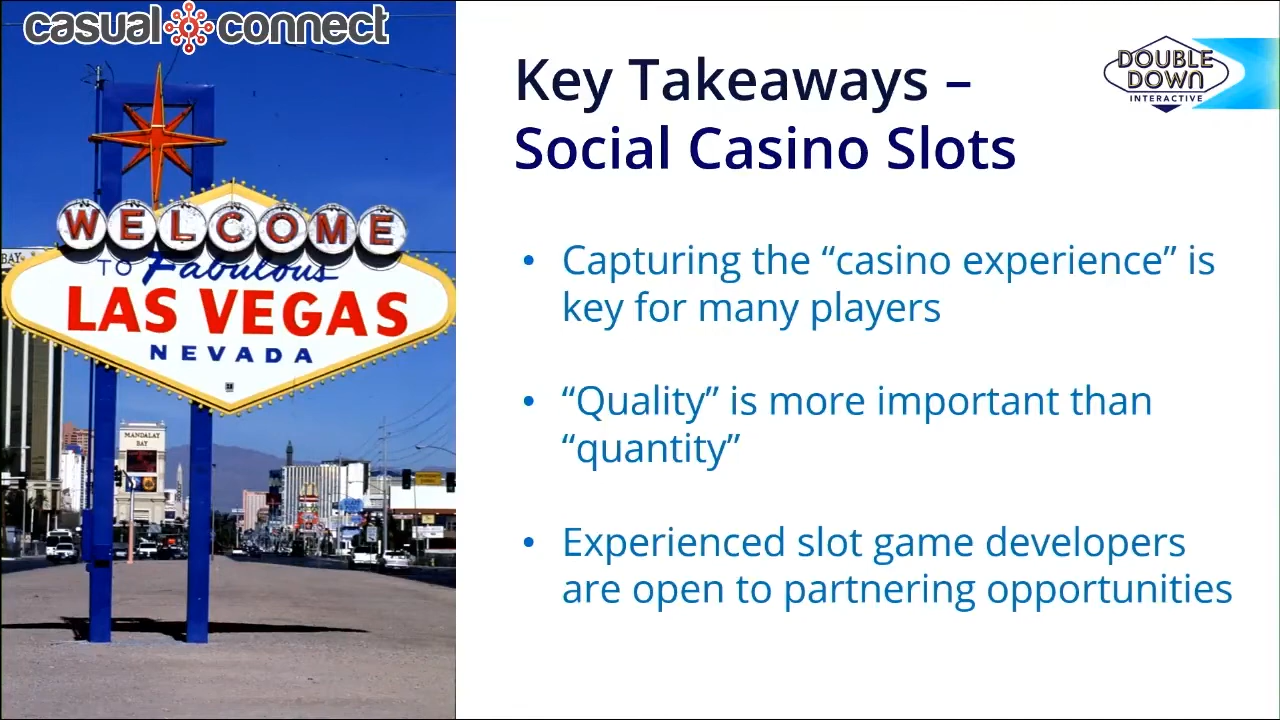 casual connect
Key Takeaways –
Social Casino Slots
DOUBLE
DOWN
INTERACTIVE
WELCOME
TO Fabulous
LAS VEGAS
NEVADA
BAY
MANDALAY
BAY
• Capturing the “casino experience” is
key for many players
• “Quality” is more important than
“quantity”
• Experienced slot game developers
are open to partnering opportunities